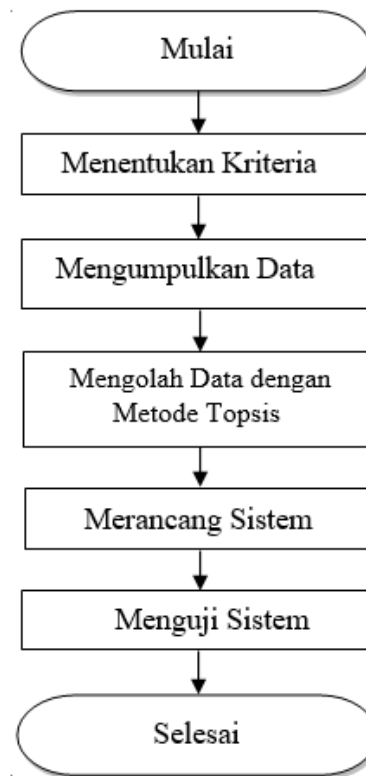 Mulai
Menentukan Kriteria
Mengumpulkan Data
Mengolah Data dengan
Metode Topsis
Merancang Sistem
Menguji Sistem
Selesai